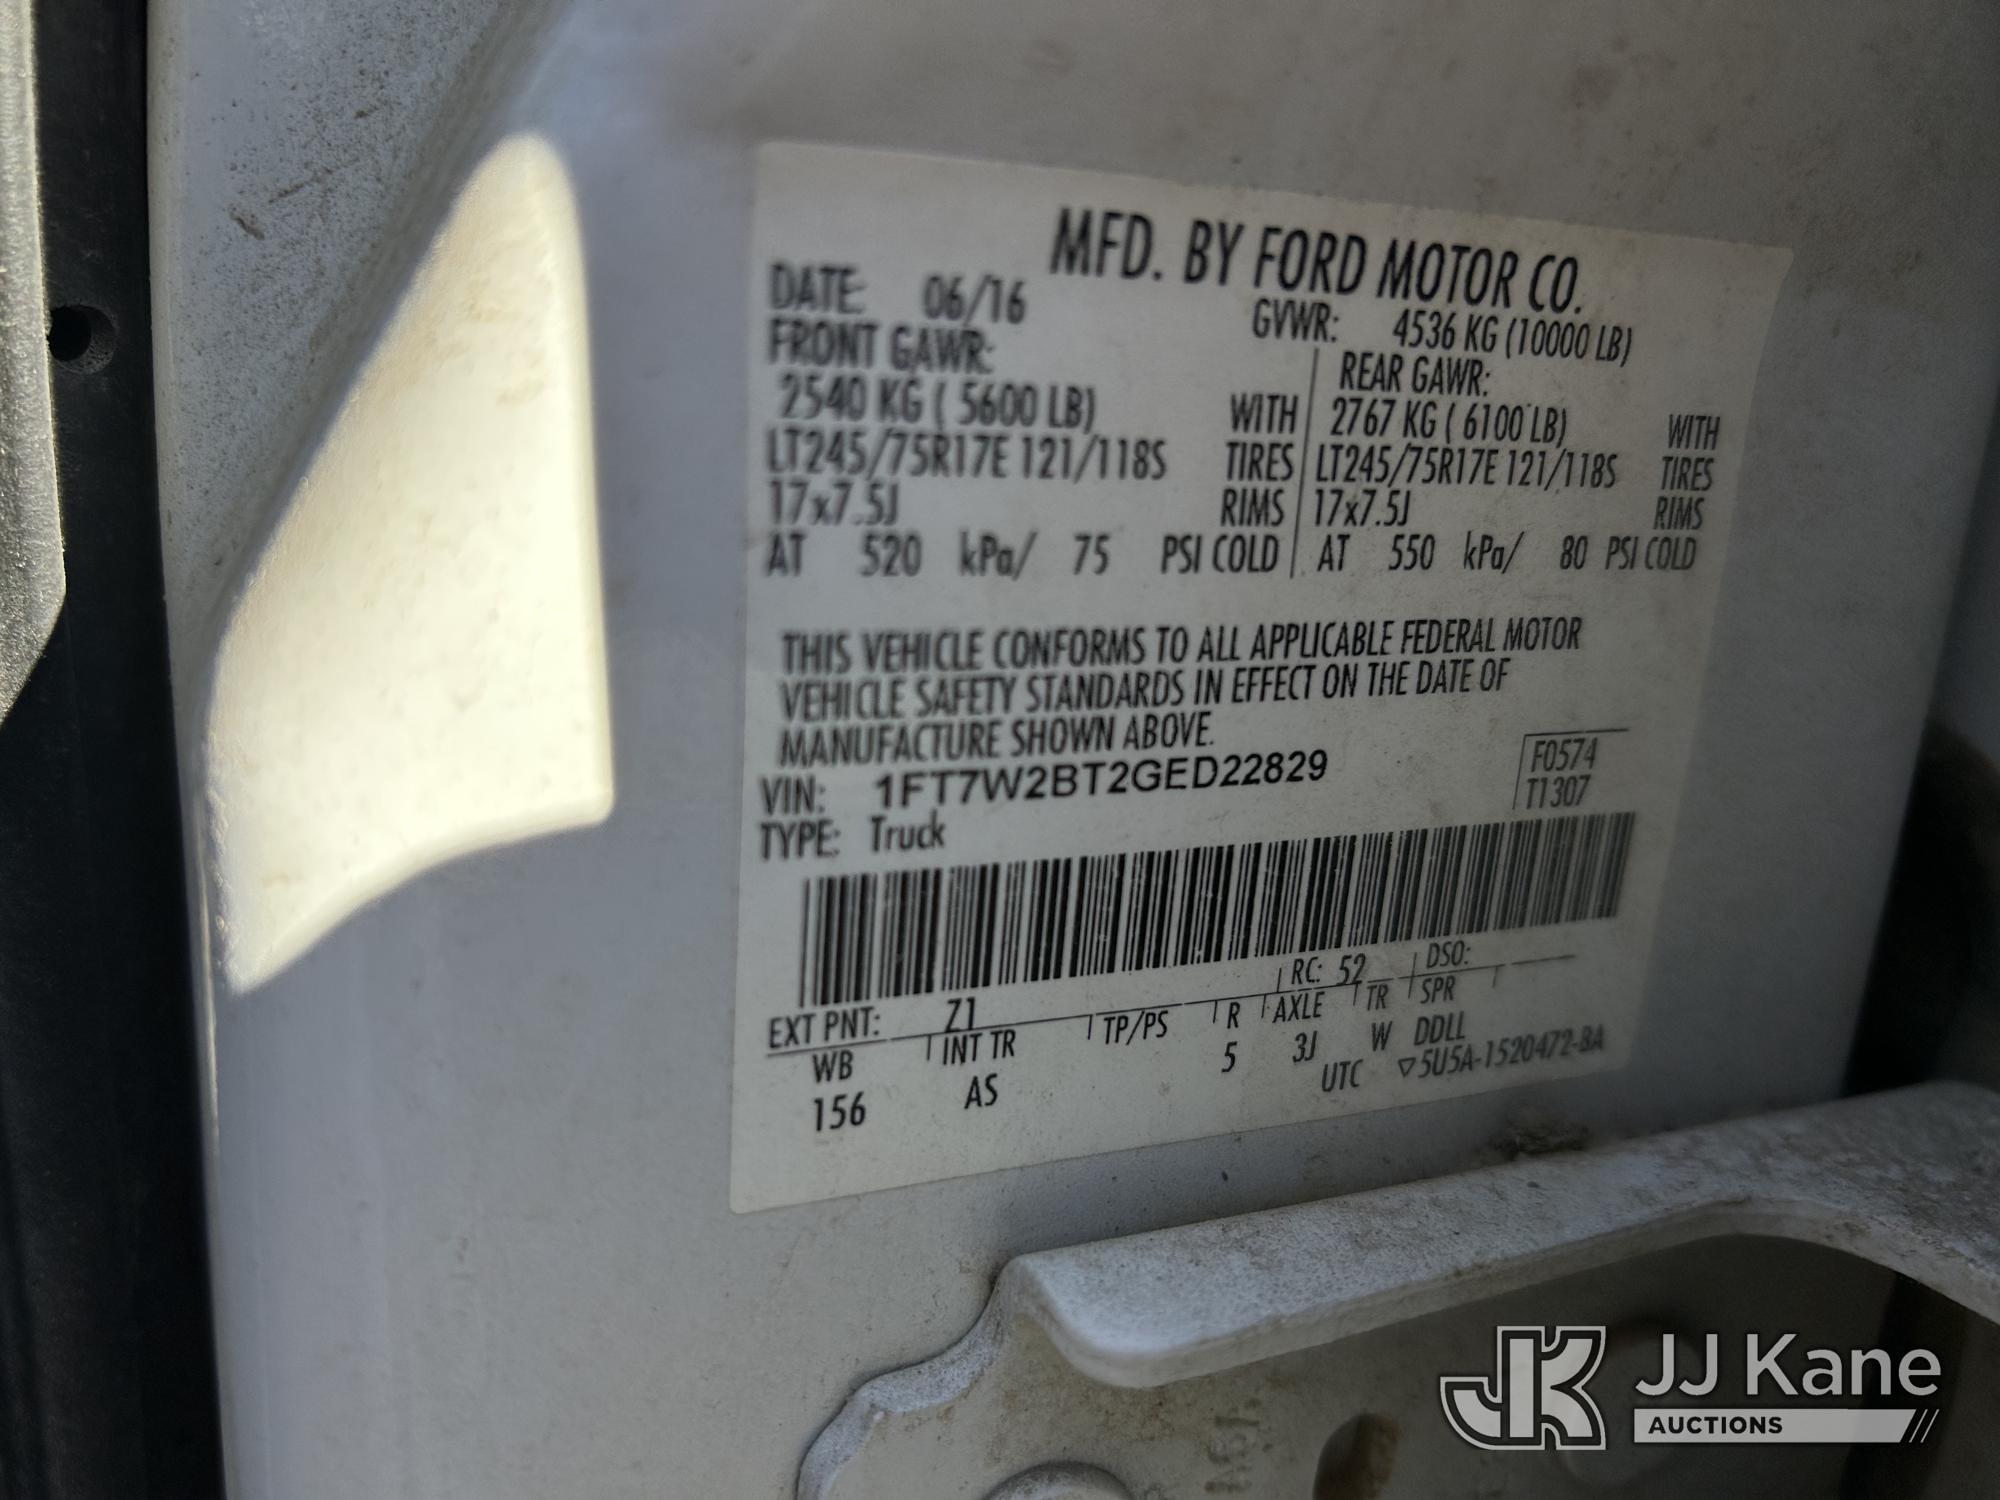 MFD. BY FORD MOTOR CO.
DATE: 06/16 GVWR: 4536 KG (10000 LB)
FRONT GAWR: REAR GAWR:
2540 KG ( 5600 LB) WITH 2767 KG ( 6100 LB) WITH
LT245/75R17E 121/118S TIRES LT245/75R17E 121/118S TIRES
17x7.5J RIMS 17x7.5J RIMS
AT 520 kPa/ 75 PSI COLD AT 550 kPa/ 80 PSI COLD
THIS VEHICLE CONFORMS TO ALL APPLICABLE FEDERAL MOTOR
VEHICLE SAFETY STANDARDS IN EFFECT ON THE DATE OF
MANUFACTURE SHOWN ABOVE.
VIN: 1FT7W2BT2GED22829 F0574
TYPE: Truck T1307
EXT PNT: Z1 RC: 52 DSO:
WB INT TR TP/PS R AXLE TR SPR
156 AS 5 3J W DDLL
UTC ▽5U5A-1520472-BA
JK JJ Kane
AUCTIONS